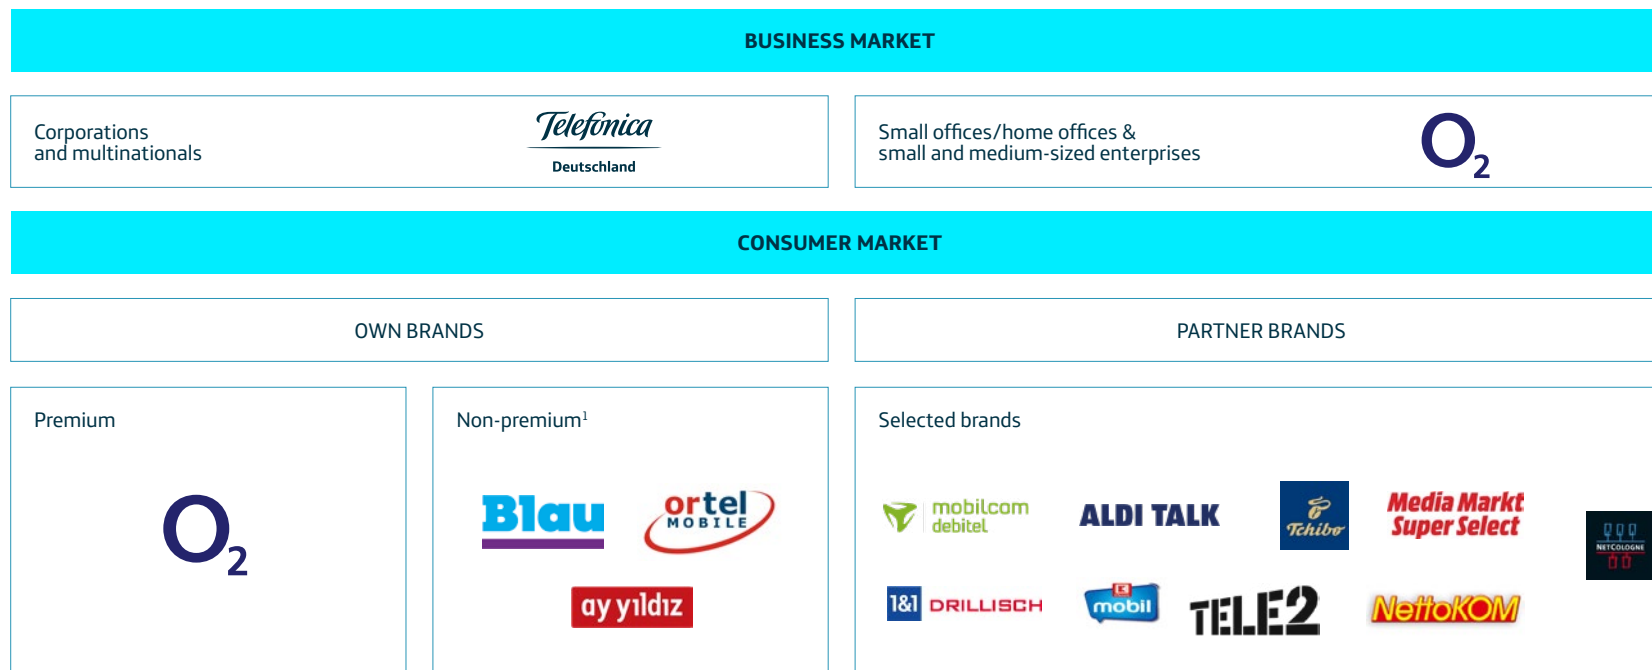 BUSINESS MARKET
Corporations
and multinationals
Telefónica
Deutschland
Small offices/home offices &
small and medium-sized enterprises
O2
CONSUMER MARKET
OWN BRANDS
PARTNER BRANDS
Premium
O2
Non-premium1
Blau
ortel
MOBILE
ay yıldız
Selected brands
mobilcom
debitel
ALDI TALK
Tchibo
Media Markt
Super Select
NETCOLOGNE
1&1 DRILLISCH
K
mobil
TELE2
NettoKOM